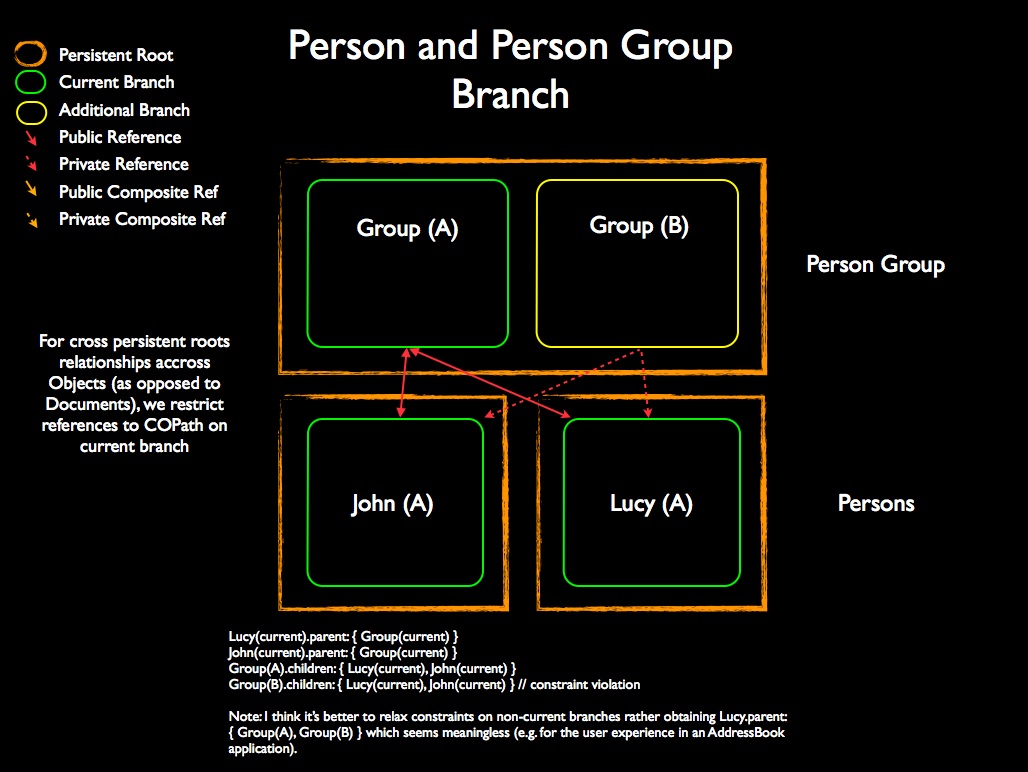 Person and Person Group
Branch
Persistent Root
Current Branch
Additional Branch
Public Reference
Private Reference
Public Composite Ref
Private Composite Ref
Group (A)
Group (B)
Person Group
For cross persistent roots
relationships accross
Objects (as opposed to
Documents), we restrict
references to COPath on
current branch
John (A)
Lucy (A)
Persons
Lucy(current).parent: { Group(current) }
John(current).parent: { Group(current) }
Group(A).children: { Lucy(current), John(current) }
Group(B).children: { Lucy(current), John(current) } // constraint violation
Note: I think it's better to relax constraints on non-current branches rather obtaining Lucy.parent:
{ Group(A), Group(B) } which seems meaningless (e.g. for the user experience in an AddressBook
application).